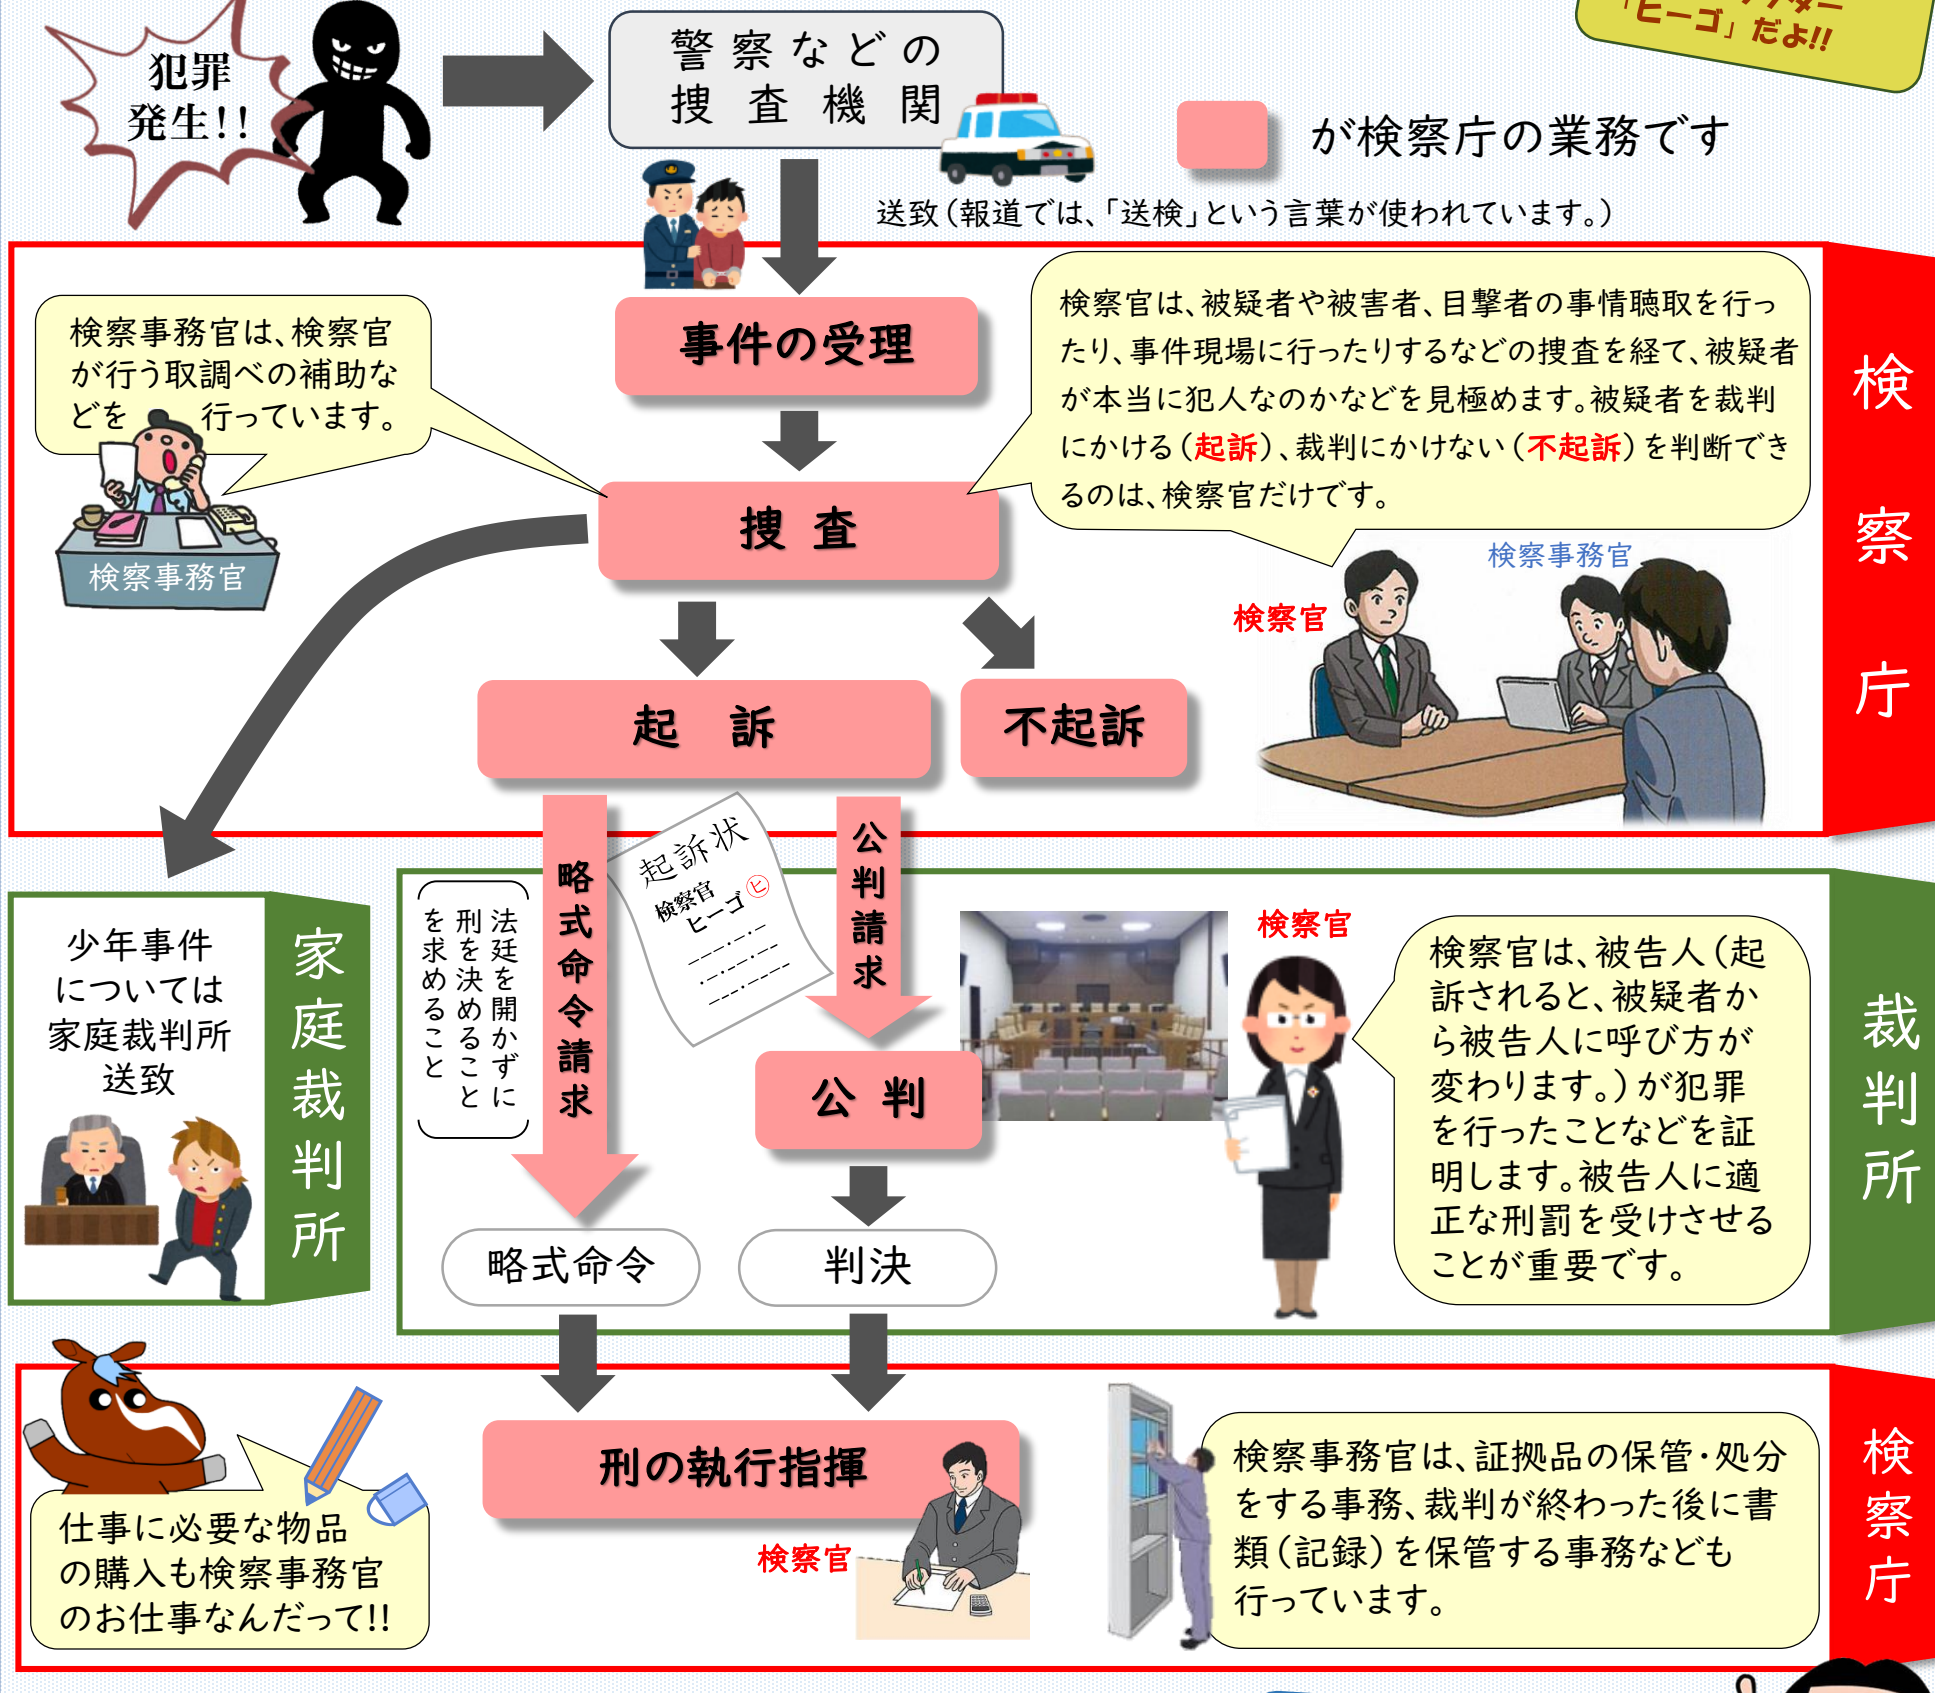 「ヒーゴ」だよ!!
犯罪
発生!!
警察などの
捜査機関
が検察庁の業務です
送致(報道では、「送検」という言葉が使われています。)
検察庁
検察事務官は、検察官
が行う取調べの補助な
どを 行っています。
検察事務官
事件の受理
検察官は、被疑者や被害者、目撃者の事情聴取を行っ
たり、事件現場に行ったりするなどの捜査を経て、被疑者
が本当に犯人なのかなどを見極めます。被疑者を裁判
にかける(起訴)、裁判にかけない(不起訴)を判断でき
るのは、検察官だけです。
捜査
検察事務官
検察官
起訴
不起訴
家庭裁判所
少年事件
については
家庭裁判所
送致
裁判所
法廷を開かずに
刑を決めること
を求めること
略式命令請求
起訴状
検察官
ヒーゴ ヒ
公判請求
公判
検察官
検察官は、被告人(起
訴されると、被疑者か
ら被告人に呼び方が
変わります。)が犯罪
を行ったことなどを証
明します。被告人に適
正な刑罰を受けさせる
ことが重要です。
略式命令
判決
検察庁
刑の執行指揮
検察官
仕事に必要な物品
の購入も検察事務官
のお仕事なんだって!!
検察事務官は、証拠品の保管・処分
をする事務、裁判が終わった後に書
類(記録)を保管する事務なども
行っています。